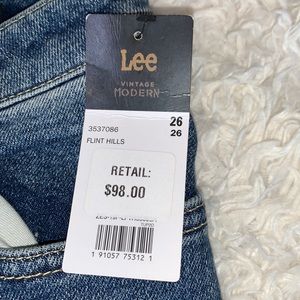 Lee
VINTAGE
MODERN
3537086
26
26
FLINT HILLS
RETAIL:
$98.00
1 91057 75312 1